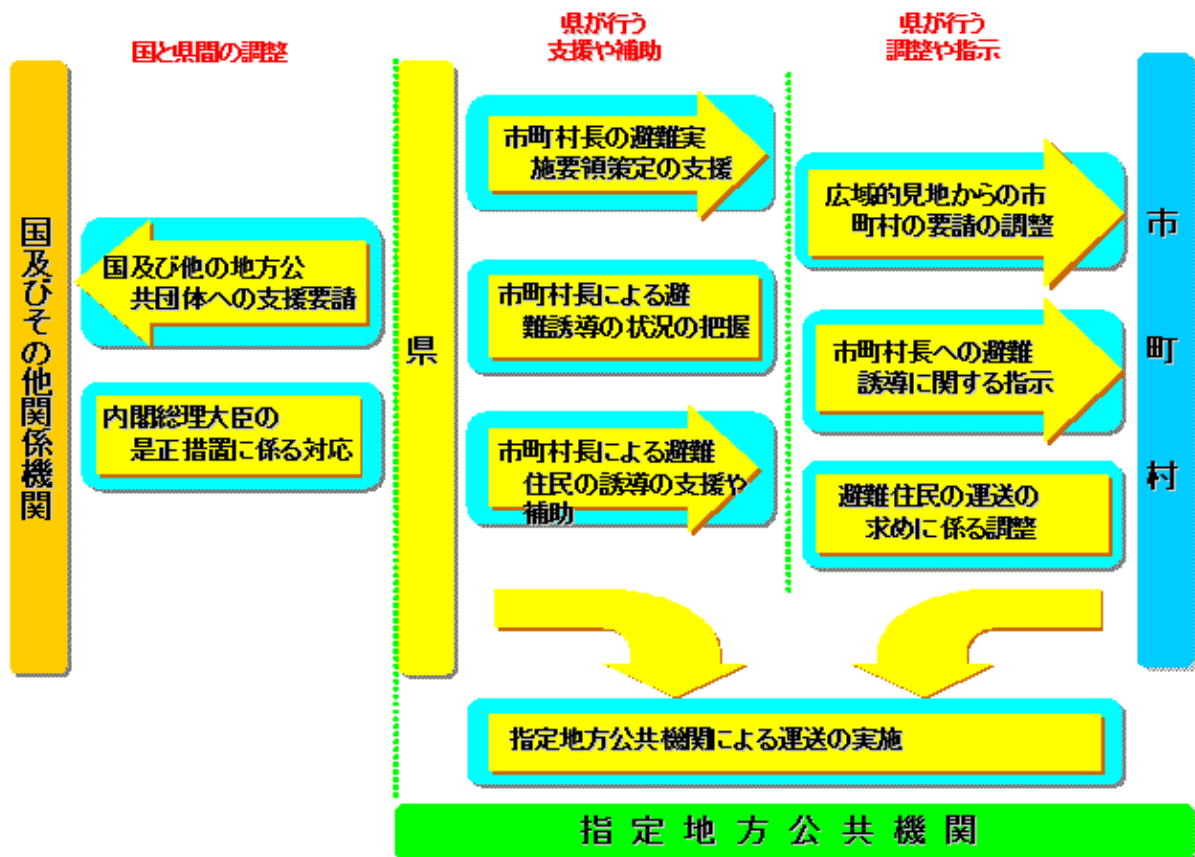 国と県間の調整
県が行う
支援や補助
県が行う
調整や指示
国及びその他関係機関
国及び他の地方公
共団体への支援要請
内閣総理大臣の
是正措置に係る対応
県
市町村長の避難実
施要領策定の支援
市町村長による避
難誘導の状況の把握
市町村長による避難
住民の誘導の支援や
補助
広域的見地からの市
町村の要請の調整
市町村長への避難
誘導に関する指示
避難住民の運送の
求めに係る調整
市町村
指定地方公共機関による運送の実施
指定地方公共機関